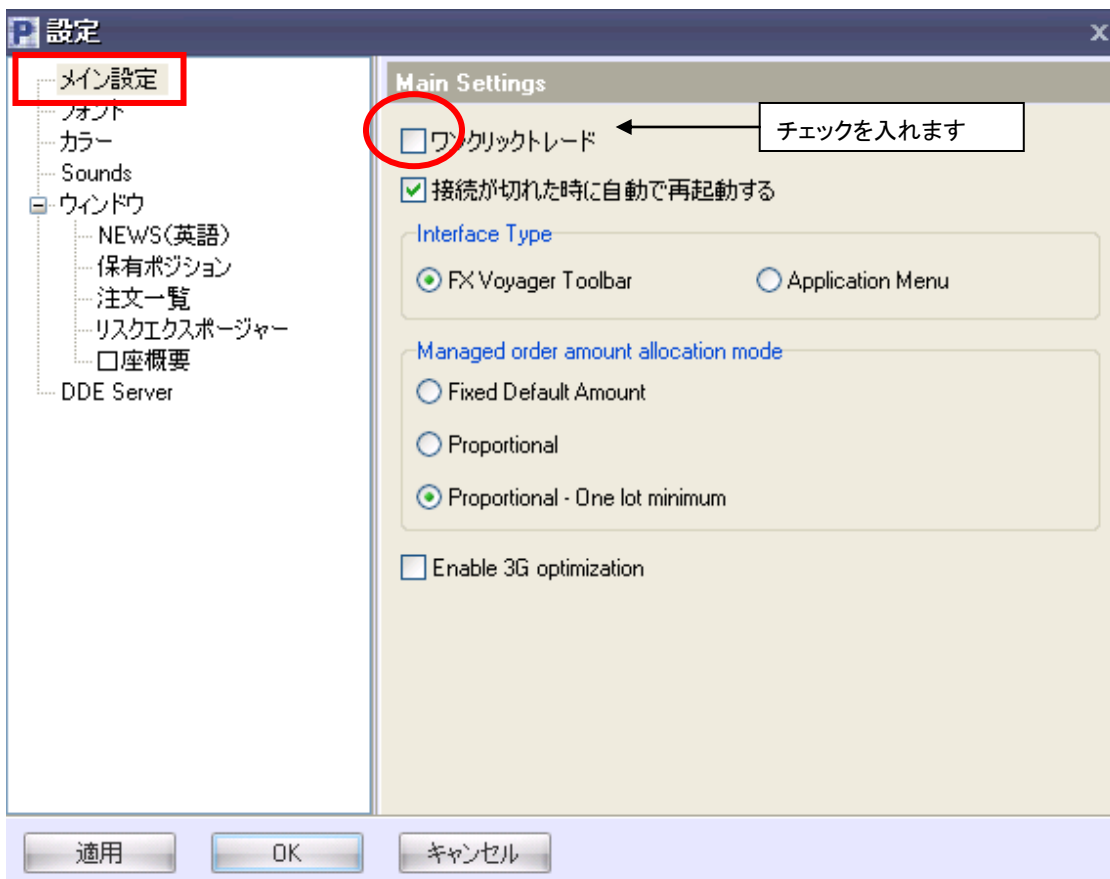 P 設定 x
メイン設定
フォント
カラー
Sounds
ウィンドウ
NEWS(英語)
保有ポジション
注文一覧
リスクエクスポージャー
口座概要
DDE Server
Main Settings
ワンクリックトレード
チェックを入れます
接続が切れた時に自動で再起動する
Interface Type
FX Voyager Toolbar Application Menu
Managed order amount allocation mode
Fixed Default Amount
Proportional
Proportional - One lot minimum
Enable 3G optimization
適用 OK キャンセル